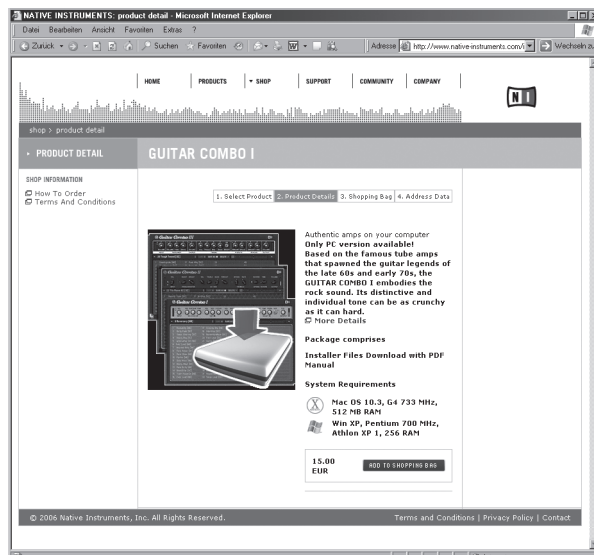 NATIVE INSTRUMENTS: product detail - Microsoft Internet Explorer
Datei Bearbeiten Ansicht Favoriten Extras ?
Zurück Suchen Favoriten Adresse http://www.native-instruments.com/i Wechseln zu
HOME PRODUCTS SHOP SUPPORT COMMUNITY COMPANY
NI
shop > product detail
PRODUCT DETAIL
GUITAR COMBO I
SHOP INFORMATION
How To Order
Terms And Conditions
1. Select Product 2. Product Details 3. Shopping Bag 4. Address Data
Authentic amps on your computer
Only PC version available!
Based on the famous tube amps
that spawned the guitar legends of
the late 60s and early 70s, the
GUITAR COMBO I embodies the
rock sound. Its distinctive and
individual tone can be as crunchy
as it can hard.
More Details
Package comprises
Installer Files Download with PDF
Manual
System Requirements
Mac OS 10.3, G4 733 MHz,
512 MB RAM
Win XP, Pentium 700 MHz,
Athlon XP 1, 256 RAM
15.00
EUR
ADD TO SHOPPING BAG
Guitar Combo III
Guitar Combo II
Guitar Combo I
© 2006 Native Instruments, Inc. All Rights Reserved.
Terms and Conditions | Privacy Policy | Contact